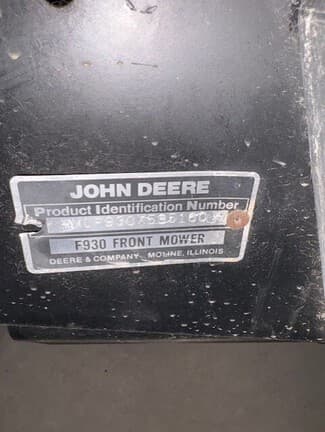 JOHN DEERE
Product Identification Number
F930 FRONT MOWER
DEERE & COMPANY MOLINE, ILLINOIS